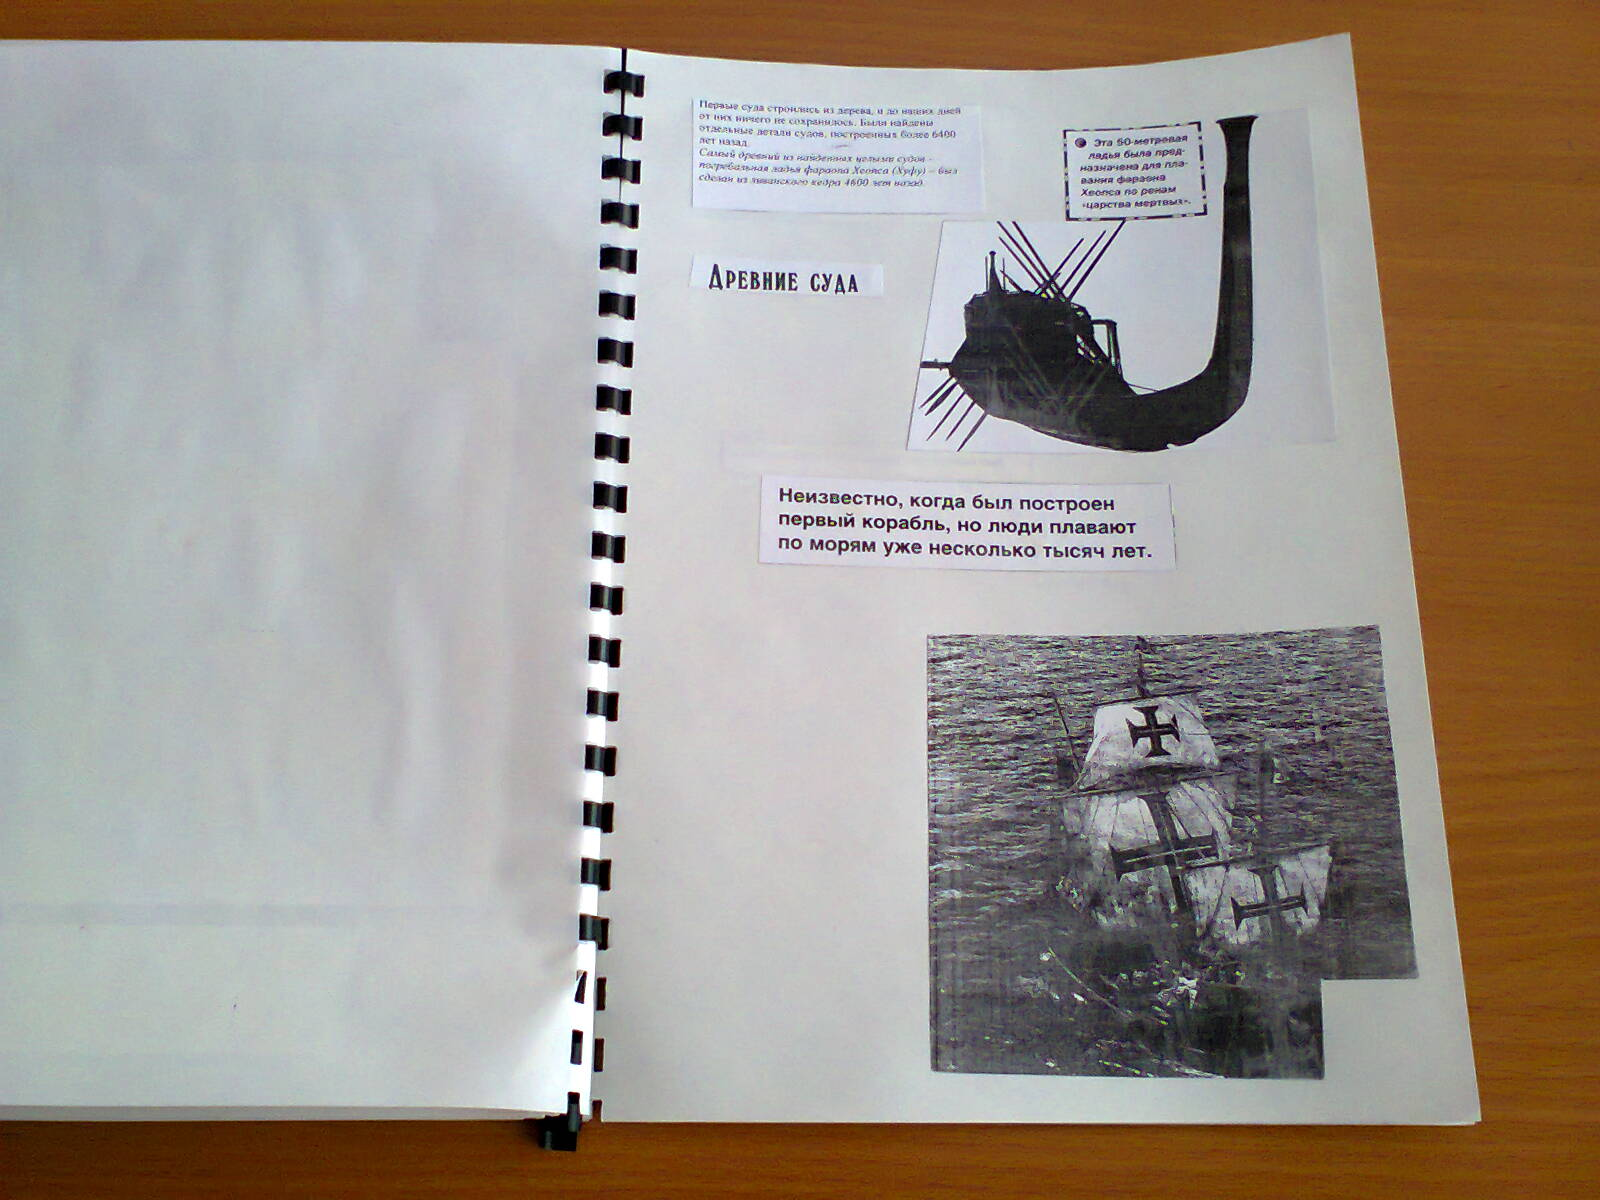 Первые суда строились из дерева, и до наших дней
от них ничего не сохранилось. Были найдены
отдельные детали судов, построенных более 6400
лет назад.
Самый древний из найденных целыми судов -
погребальная ладья фараона Хеопса (Хуфу) – был
сделан из ливанского кедра 4600 лет назад.
Эта 50-метровая
ладья была пред-
назначена для пла-
вания фараона
Хеопса по рекам
«царства мертвых».
Древние суда
Неизвестно, когда был построен
первый корабль, но люди плавают
по морям уже несколько тысяч лет.